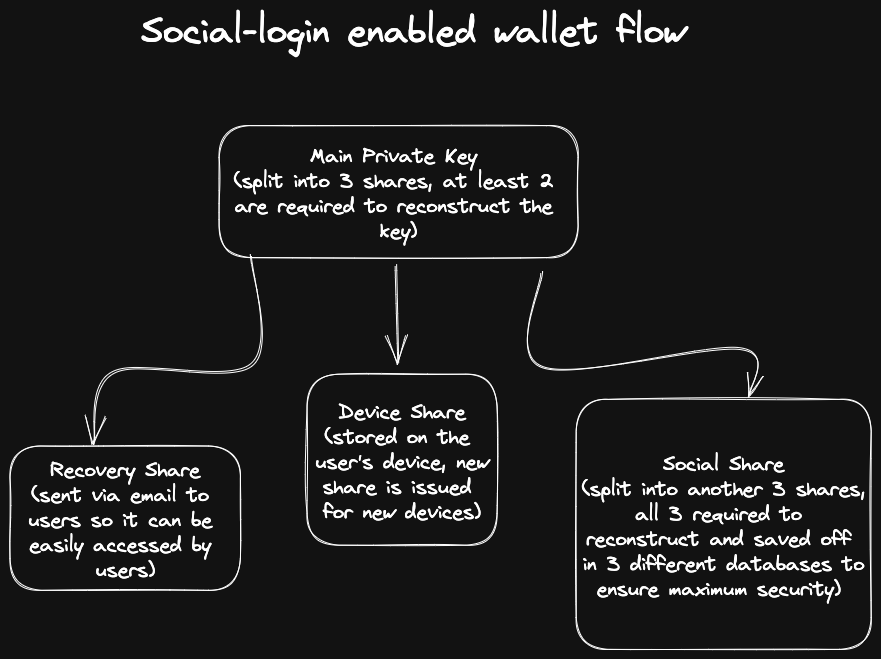 Social-login enabled wallet flow
Main Private Key
(split into 3 shares, at least 2
are required to reconstruct the
key)
Recovery Share
(sent via email to
users so it can be
easily accessed by
users)
Device Share
(stored on the
user's device, new
share is issued
for new devices)
Social Share
(split into another 3 shares,
all 3 required to
reconstruct and saved off
in 3 different databases to
ensure maximum security)